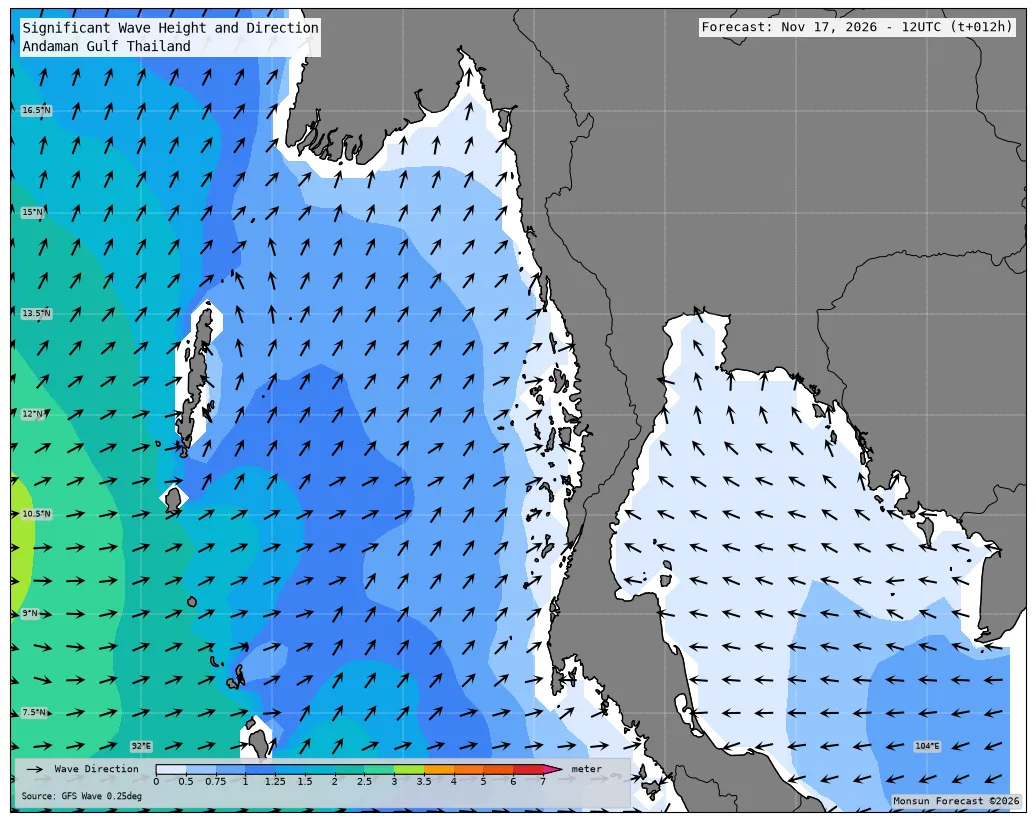 Significant Wave Height and Direction
Andaman Gulf Thailand
Forecast: Nov 17, 2026 - 12UTC (t+012h)
16.5°N
15°N
13.5°N
12°N
10.5°N
9°N
7.5°N
92°E
104°E
Wave Direction
0 0.5 0.75 1 1.25 1.5 2 2.5 3 3.5 4 5 6 7
meter
Source: GFS Wave 0.25deg
Monsun Forecast ©2026